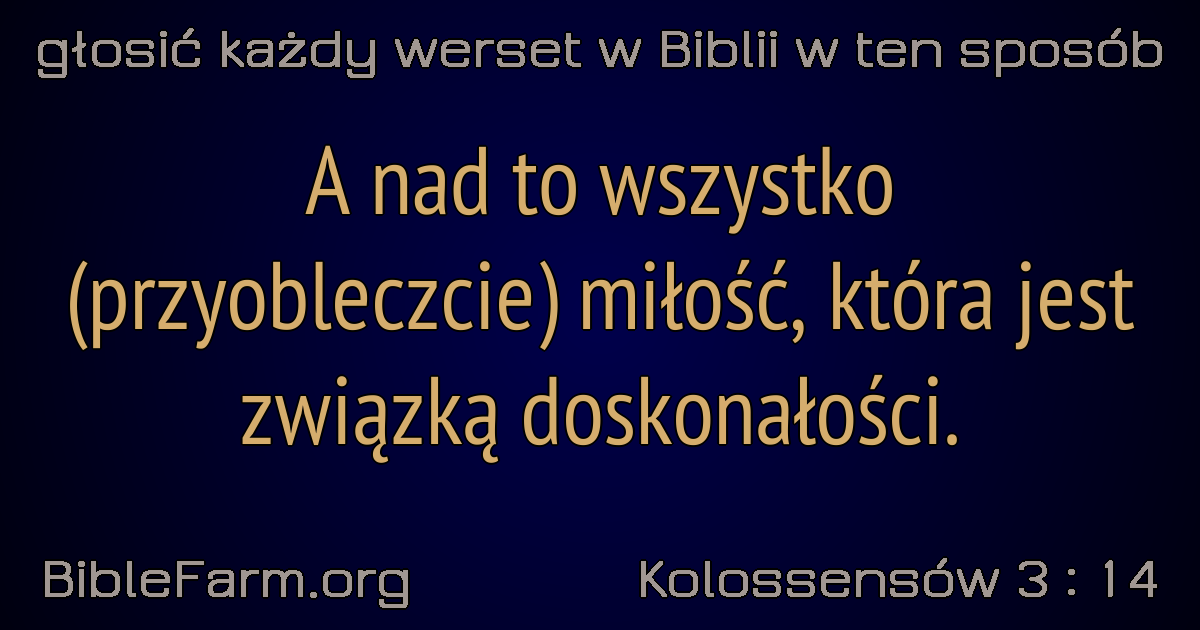 głosić każdy werset w Biblii w ten sposób
A nad to wszystko
(przyobleczcie) miłość, która jest
związką doskonałości.
BibleFarm.org
Kolossensów 3 : 14